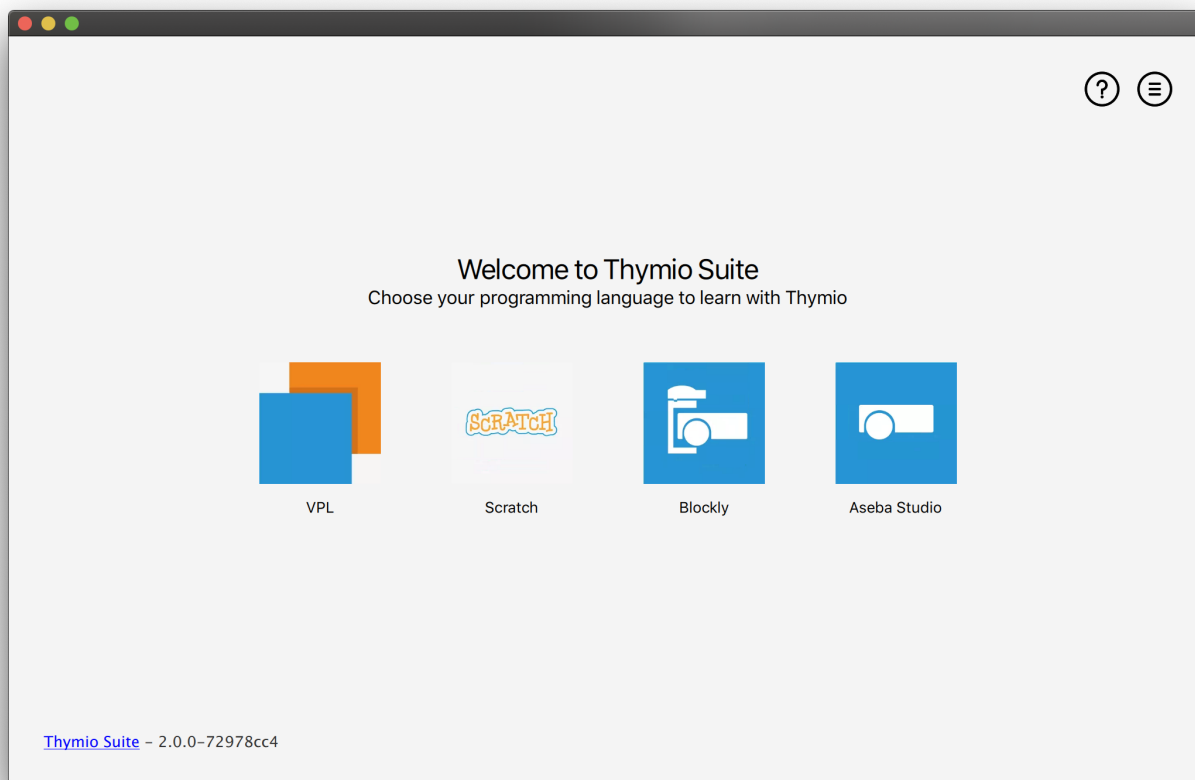 ?
Welcome to Thymio Suite
Choose your programming language to learn with Thymio
SCRATCH
VPL
Scratch
Blockly
Aseba Studio
Thymio Suite – 2.0.0-72978cc4